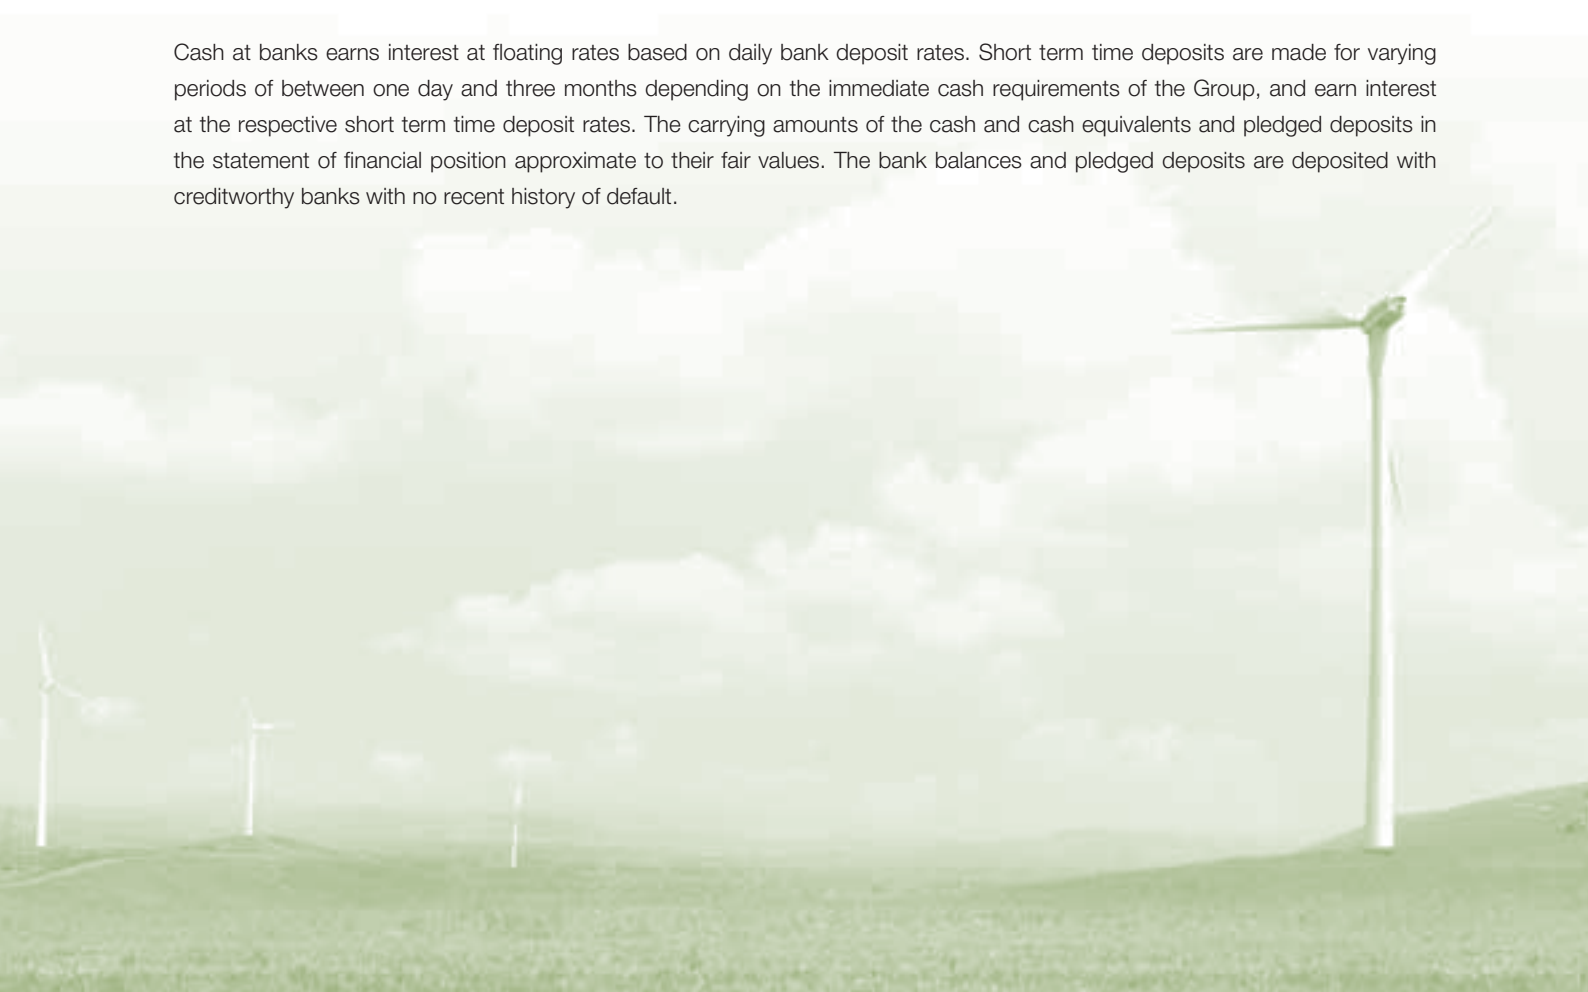 Cash at banks earns interest at floating rates based on daily bank deposit rates. Short term time deposits are made for varying
periods of between one day and three months depending on the immediate cash requirements of the Group, and earn interest
at the respective short term time deposit rates. The carrying amounts of the cash and cash equivalents and pledged deposits in
the statement of financial position approximate to their fair values. The bank balances and pledged deposits are deposited with
creditworthy banks with no recent history of default.